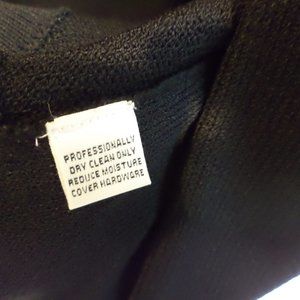 PROFESSIONALLY
DRY CLEAN ONLY
REDUCE MOISTURE
COVER HARDWARE